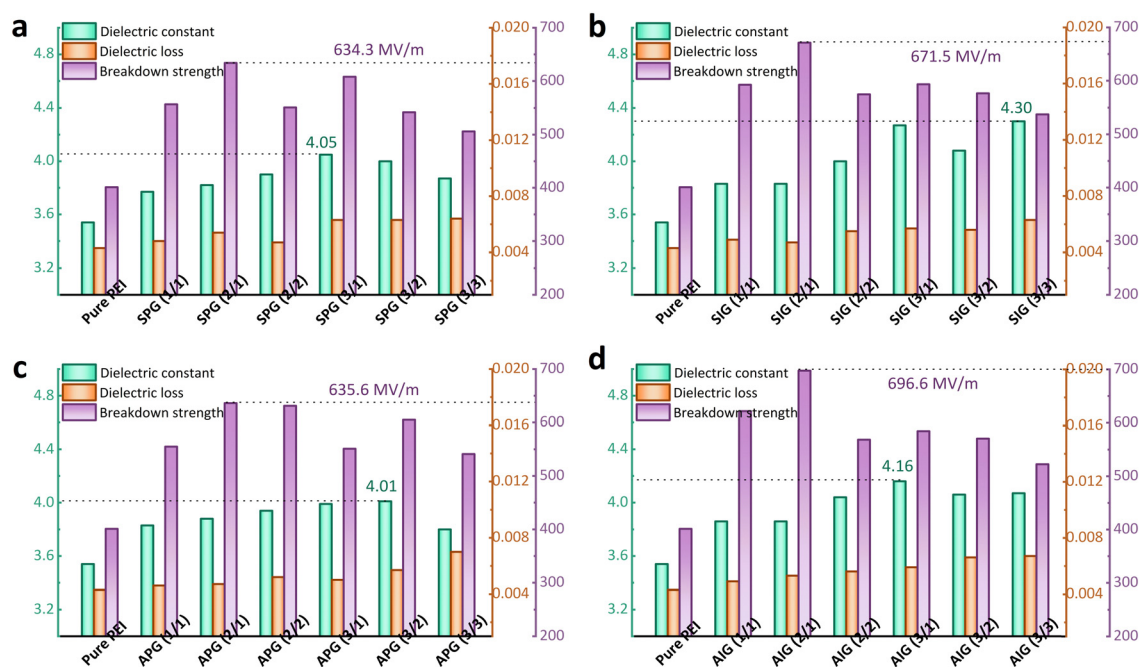 a
Dielectric constant
Dielectric loss
Breakdown strength
634.3 MV/m
4.05
4.8
4.4
4.0
3.6
3.2
0.020
0.016
0.012
0.008
0.004
700
600
500
400
300
200
Pure PEI
SPG (1/1)
SPG (2/1)
SPG (2/2)
SPG (3/1)
SPG (3/2)
SPG (3/3)
b
Dielectric constant
Dielectric loss
Breakdown strength
671.5 MV/m
4.30
4.8
4.4
4.0
3.6
3.2
0.020
0.016
0.012
0.008
0.004
700
600
500
400
300
200
Pure PEI
SIG (1/1)
SIG (2/1)
SIG (2/2)
SIG (3/1)
SIG (3/2)
SIG (3/3)
c
Dielectric constant
Dielectric loss
Breakdown strength
635.6 MV/m
4.01
4.8
4.4
4.0
3.6
3.2
0.020
0.016
0.012
0.008
0.004
700
600
500
400
300
200
Pure PEI
APG (1/1)
APG (2/1)
APG (2/2)
APG (3/1)
APG (3/2)
APG (3/3)
d
Dielectric constant
Dielectric loss
Breakdown strength
696.6 MV/m
4.16
4.8
4.4
4.0
3.6
3.2
0.020
0.016
0.012
0.008
0.004
700
600
500
400
300
200
Pure PEI
AIG (1/1)
AIG (2/1)
AIG (2/2)
AIG (3/1)
AIG (3/2)
AIG (3/3)